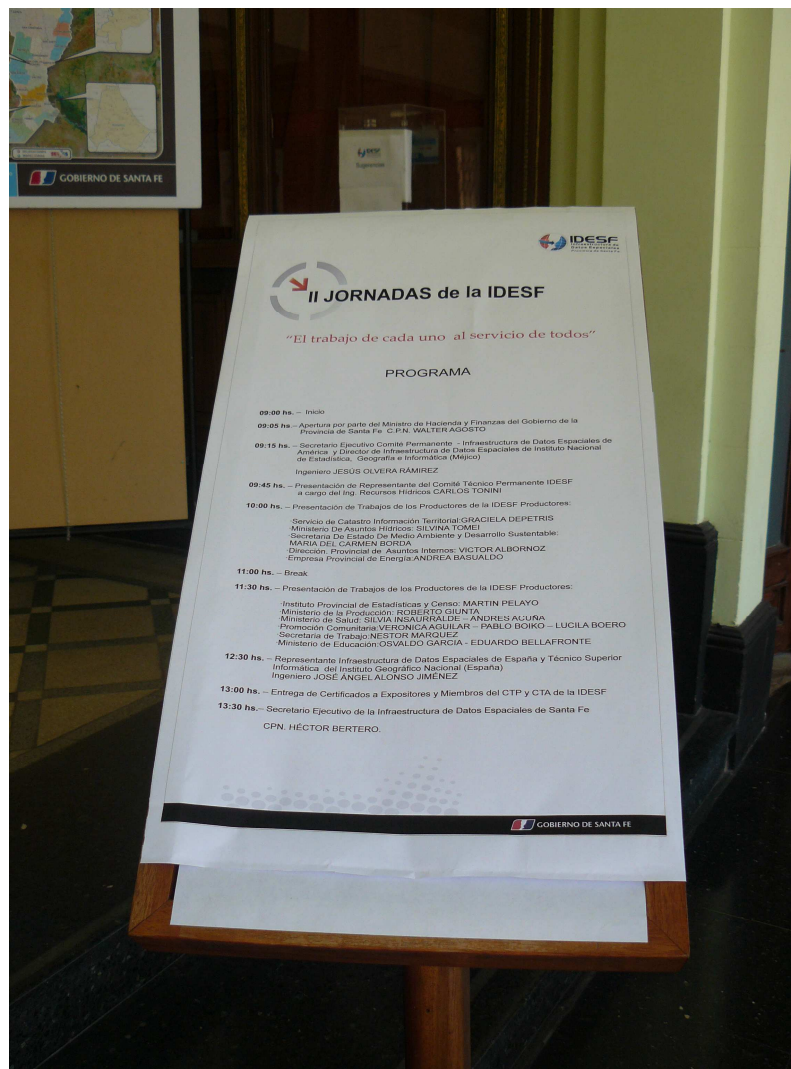 GOBIERNO DE SANTA FE
IDESF
Sugerencias
IDESF
Infraestructura de
Datos Espaciales
II JORNADAS de la IDESF
"El trabajo de cada uno al servicio de todos"
PROGRAMA
09:00 hs. – Inicio
09:05 hs.– Apertura por parte del Ministro de Hacienda y Finanzas del Gobierno de la
Provincia de Santa Fe C.P.N. WALTER AGOSTO
09:15 hs. – Secretario Ejecutivo Comité Permanente - Infraestructura de Datos Espaciales de
América y Director de Infraestructura de Datos Espaciales de Instituto Nacional
de Estadística, Geografía e Informática (Méjico)
Ingeniero JESÚS OLVERA RÁMIREZ
09:45 hs. – Presentación de Representante del Comité Técnico Permanente IDESF
a cargo del Ing. Recursos Hídricos CARLOS TONINI
10:00 hs. – Presentación de Trabajos de los Productores de la IDESF Productores:
·Servicio de Catastro Información Territorial:GRACIELA DEPETRIS
·Ministerio De Asuntos Hídricos: SILVINA TOMEI
·Secretaria De Estado De Medio Ambiente y Desarrollo Sustentable:
MARIA DEL CARMEN BORDA
·Dirección. Provincial de Asuntos Internos: VICTOR ALBORNOZ
·Empresa Provincial de Energía:ANDREA BASUALDO
11:00 hs. – Break
11:30 hs. – Presentación de Trabajos de los Productores de la IDESF Productores:
·Instituto Provincial de Estadísticas y Censo: MARTIN PELAYO
·Ministerio de la Producción: ROBERTO GIUNTA
·Ministerio de Salud: SILVIA INSAURRALDE – ANDRES ACUÑA
·Promoción Comunitaria:VERONICA AGUILAR – PABLO BOIKO – LUCILA BOERO
·Secretaría de Trabajo:NESTOR MARQUEZ
·Ministerio de Educación:OSVALDO GARCIA - EDUARDO BELLAFRONTE
12:30 hs. – Representante Infraestructura de Datos Espaciales de España y Técnico Superior
Informática del Instituto Geográfico Nacional (España)
Ingeniero JOSÉ ÁNGEL ALONSO JIMÉNEZ
13:00 hs. – Entrega de Certificados a Expositores y Miembros del CTP y CTA de la IDESF
13:30 hs.– Secretario Ejecutivo de la Infraestructura de Datos Espaciales de Santa Fe
CPN. HÉCTOR BERTERO.
GOBIERNO DE SANTA FE